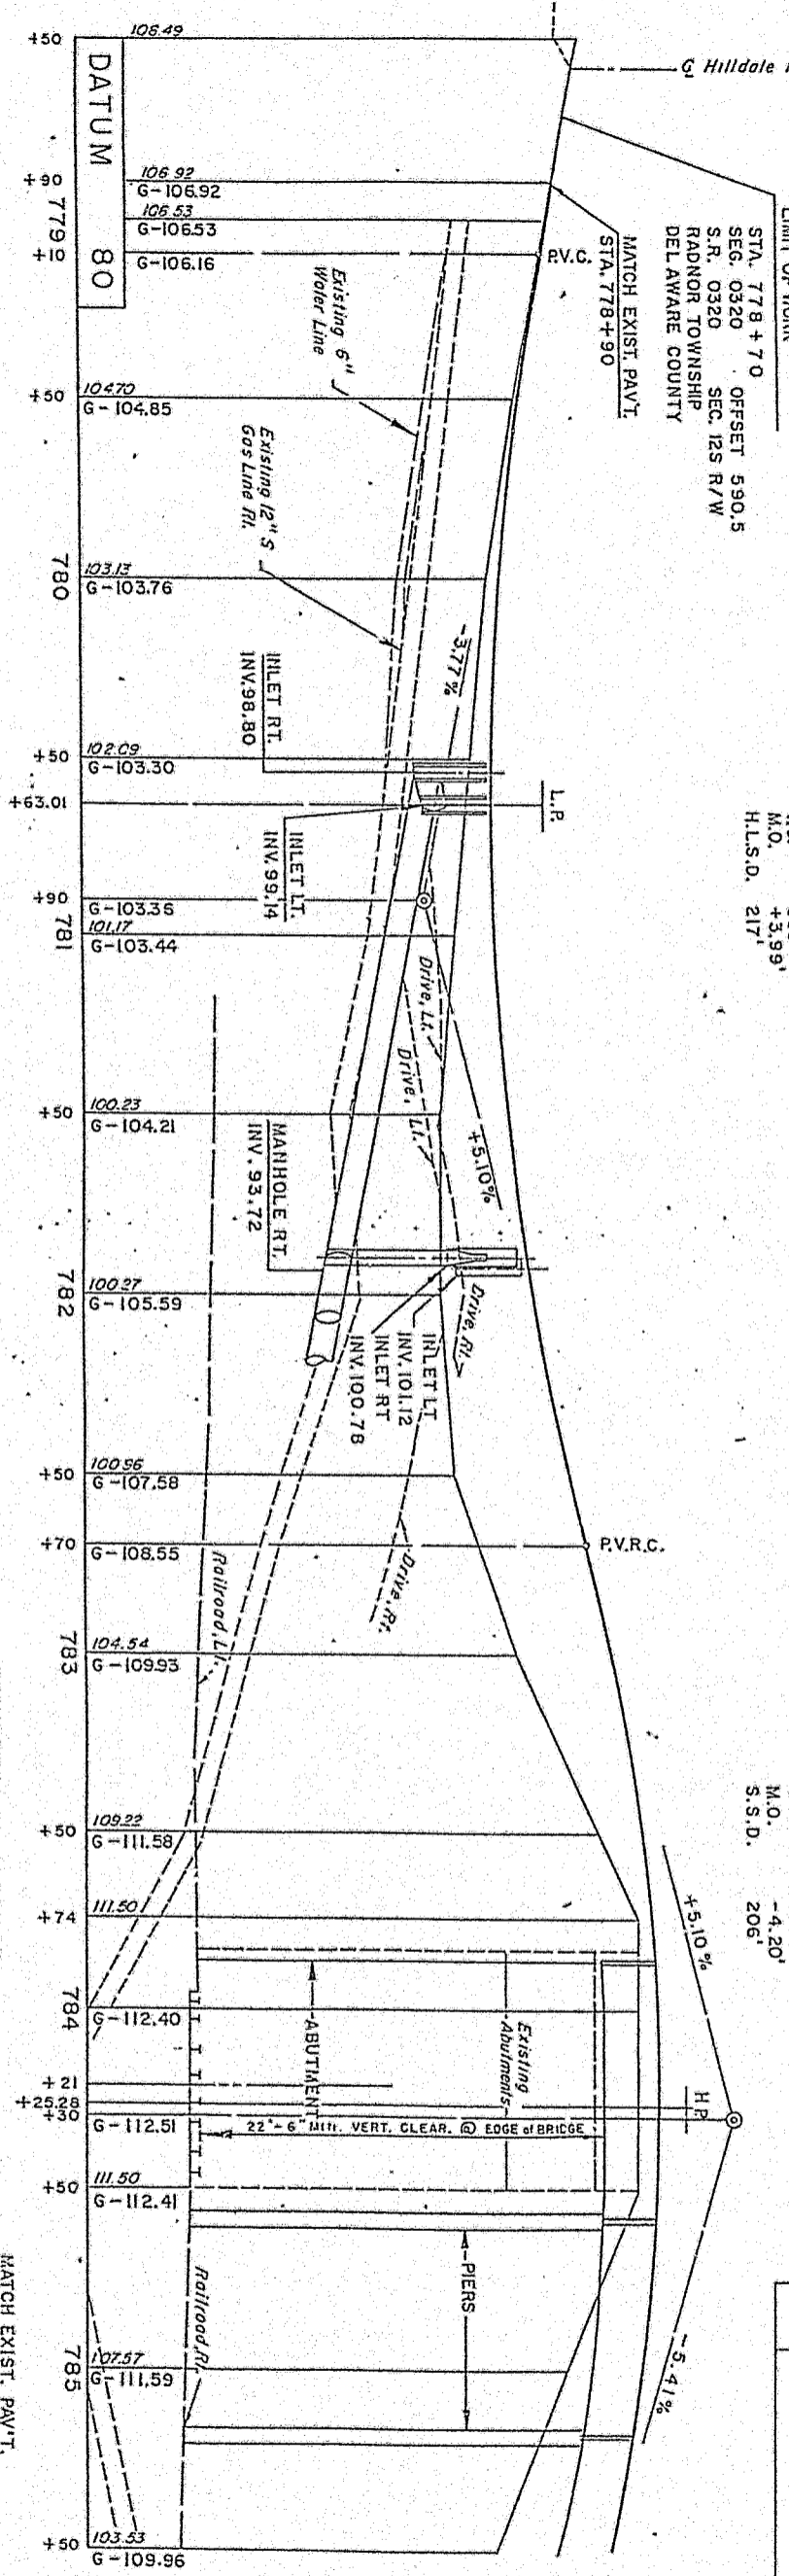 +50
106.49
DATUM 80
+90
106.92
G-106.92
779
106.53
G-106.53
+10
G-106.16
+50
104.70
G-104.85
780
103.13
G-103.76
+50
102.09
G-103.30
+63.01
+90
G-103.36
781
101.17
G-103.44
+50
100.23
G-104.21
782
100.27
G-105.59
+50
100.96
G-107.58
+70
G-108.55
783
104.54
G-109.93
+50
109.22
G-111.58
+74
111.50
784
G-112.40
+21
+25.28
+30
G-112.51
+50
111.50
G-112.41
785
107.57
G-111.59
+50
103.53
G-109.96
℄ Hilldale
LIMIT OF WORK
STA. 778+70
SEG. 0320 OFFSET 590.5
S.R. 0320 SEC. 12S R/W
RADNOR TOWNSHIP
DELAWARE COUNTY
MATCH EXIST. PAV'T.
STA. 778+90
P.V.C.
Existing 6"
Water Line
Existing 12" S
Gas Line Rt.
-3.77%
INLET RT.
INV. 98.80
INLET LT.
INV. 99.14
L.P.
M.O. +3.99'
H.L.S.D. 217'
Drive, Lt.
Drive, Lt.
+5.10%
MANHOLE RT.
INV. 93.72
Drive, Rt.
INLET LT
INV. 101.12
INLET RT
INV. 100.78
Drive, Rt.
P.V.R.C.
Railroad, Lt.
M.O. -4.20'
S.S.D. 206'
+5.10%
ABUTMENT
Existing
Abutments
H.P.
22'-6" Min. VERT. CLEAR. @ EDGE of BRIDGE
PIERS
-5.41%
Railroad, Rt.
MATCH EXIST. PAV'T.